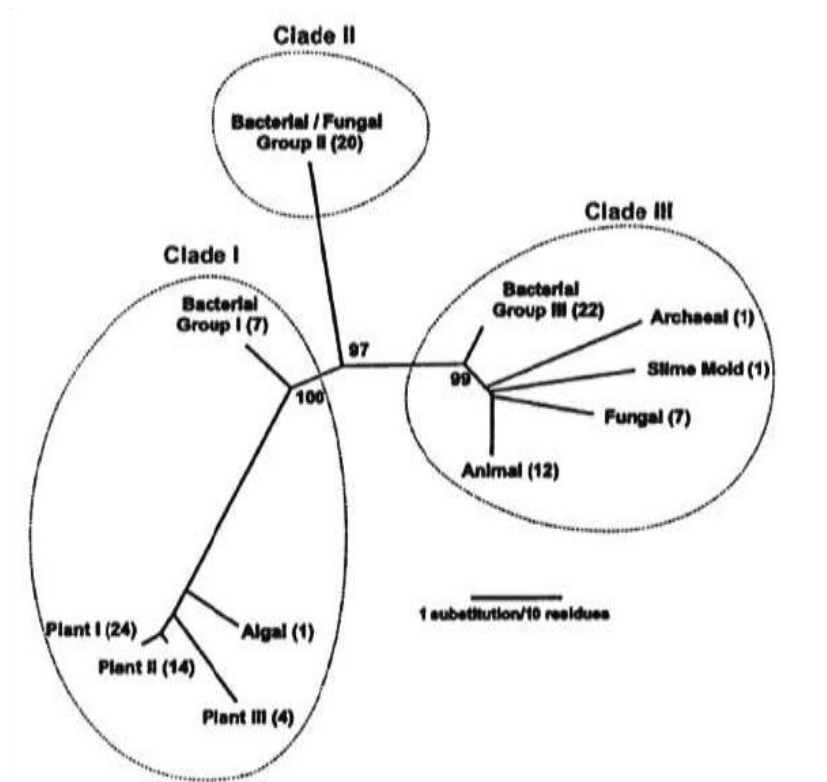 Clade II
Bacterial / Fungal
Group II (20)
Clade III
Clade I
Bacterial
Group III (22)
Bacterial
Group I (7)
Archaeal (1)
97
Slime Mold (1)
99
100
Fungal (7)
Animal (12)
1 substitution/10 residues
Plant I (24)
Algal (1)
Plant II (14)
Plant III (4)